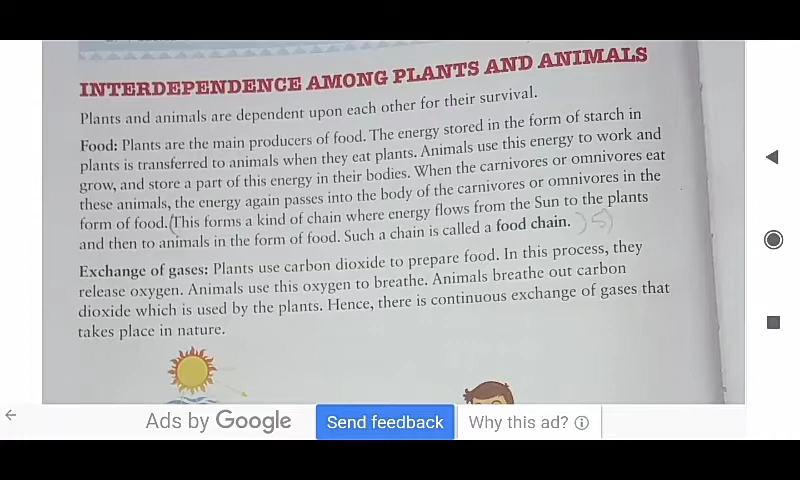 INTERDEPENDENCE AMONG PLANTS AND ANIMALS
Plants and animals are dependent upon each other for their survival.
Food: Plants are the main producers of food. The energy stored in the form of starch in
plants is transferred to animals when they eat plants. Animals use this energy to work and
grow, and store a part of this energy in their bodies. When the carnivores or omnivores eat
these animals, the energy again passes into the body of the carnivores or omnivores in the
form of food. (This forms a kind of chain where energy flows from the Sun to the plants
and then to animals in the form of food. Such a chain is called a food chain. )
Exchange of gases: Plants use carbon dioxide to prepare food. In this process, they
release oxygen. Animals use this oxygen to breathe. Animals breathe out carbon
dioxide which is used by the plants. Hence, there is continuous exchange of gases that
takes place in nature.
Ads by Google
Send feedback
Why this ad?